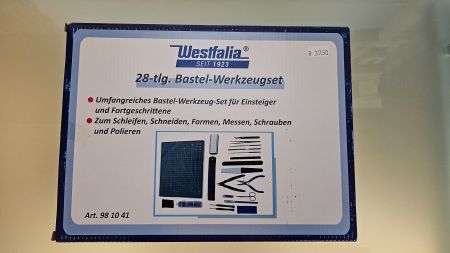 Westfalia®
SEIT 1923
28-tlg. Bastel-Werkzeugset
Umfangreiches Bastel-Werkzeug-Set für Einsteiger
und Fortgeschrittene
Zum Schleifen, Schneiden, Formen, Messen, Schrauben
und Polieren
Art. 98 10 41